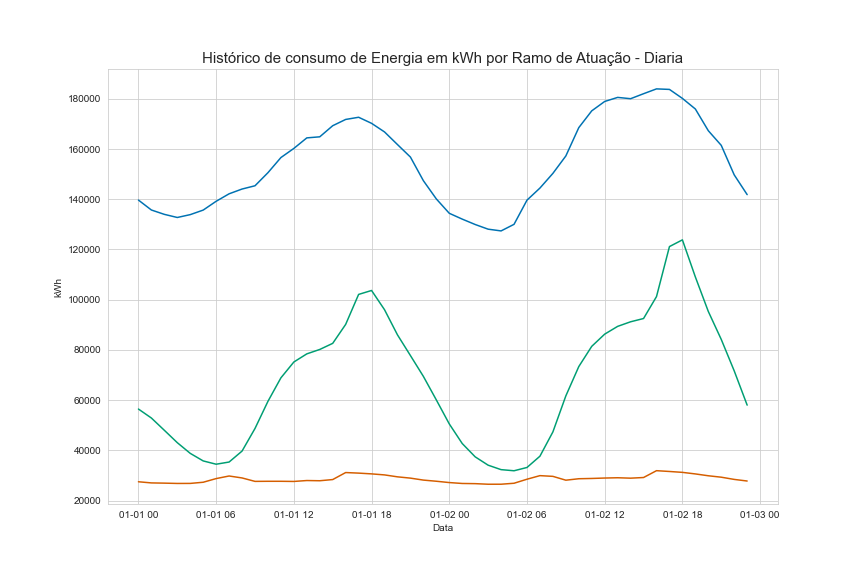 Histórico de consumo de Energia em kWh por Ramo de Atuação - Diaria
180000
160000
140000
120000
100000
80000
60000
40000
20000
kWh
01-01 00 01-01 06 01-01 12 01-01 18 01-02 00 01-02 06 01-02 12 01-02 18 01-03 00
Data